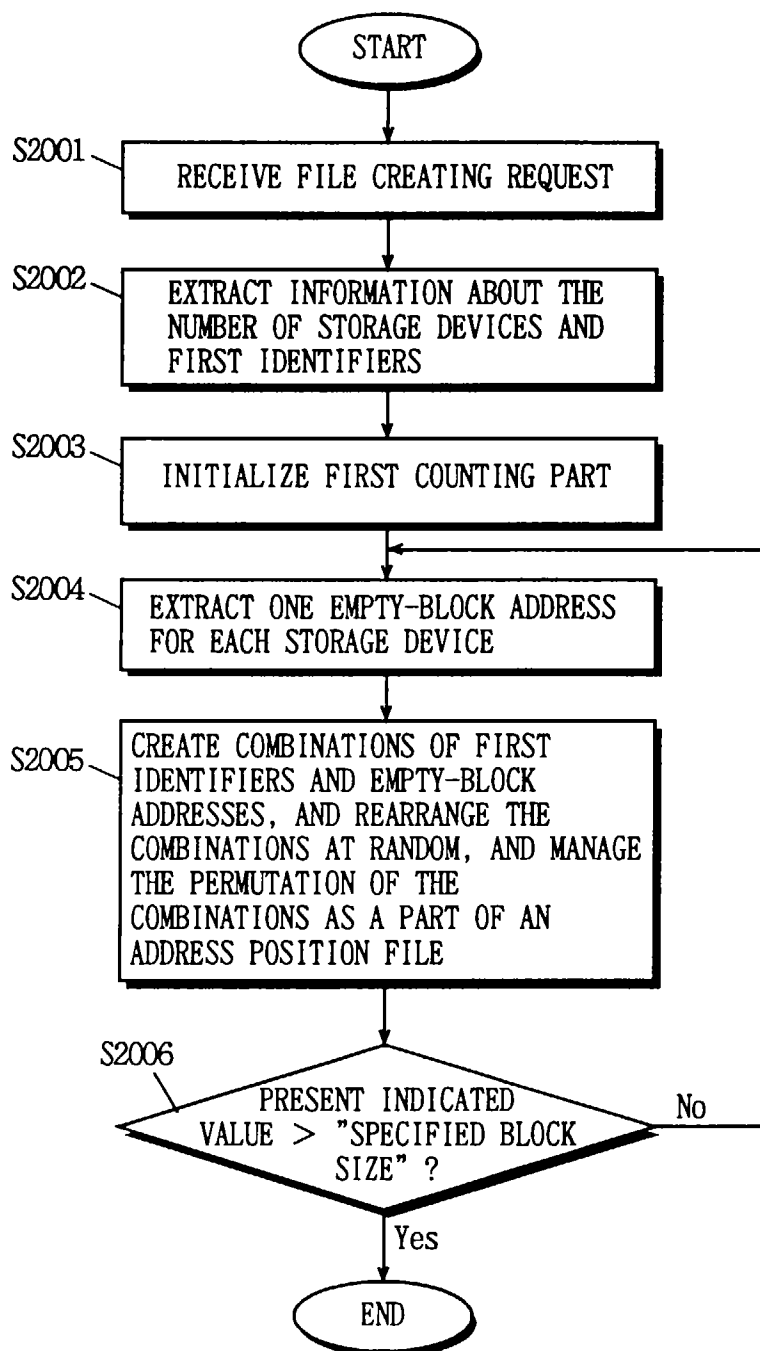 START
S2001
RECEIVE FILE CREATING REQUEST
S2002
EXTRACT INFORMATION ABOUT THE
NUMBER OF STORAGE DEVICES AND
FIRST IDENTIFIERS
S2003
INITIALIZE FIRST COUNTING PART
S2004
EXTRACT ONE EMPTY-BLOCK ADDRESS
FOR EACH STORAGE DEVICE
S2005
CREATE COMBINATIONS OF FIRST
IDENTIFIERS AND EMPTY-BLOCK
ADDRESSES, AND REARRANGE THE
COMBINATIONS AT RANDOM, AND MANAGE
THE PERMUTATION OF THE
COMBINATIONS AS A PART OF AN
ADDRESS POSITION FILE
S2006
PRESENT INDICATED
VALUE > "SPECIFIED BLOCK
SIZE" ?
No
Yes
END